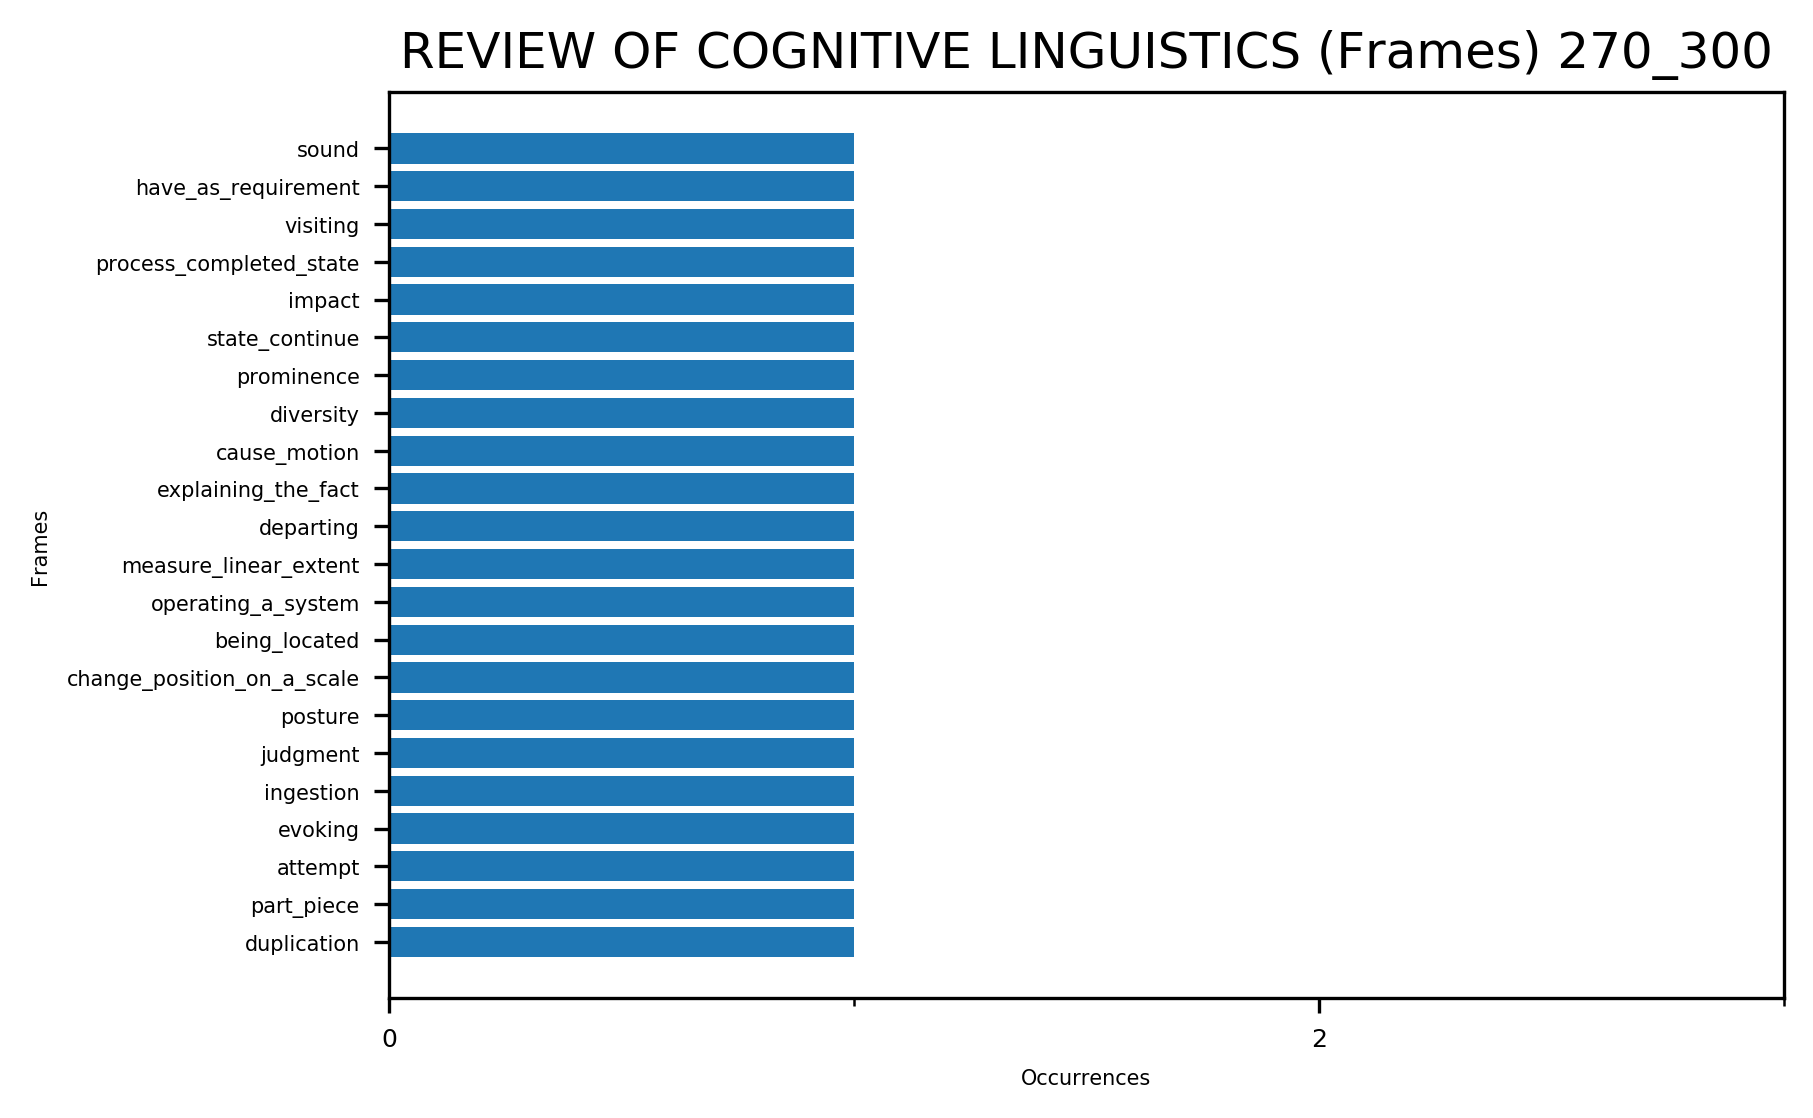 REVIEW OF COGNITIVE LINGUISTICS (Frames) 270_300
sound
have_as_requirement
visiting
process_completed_state
impact
state_continue
prominence
diversity
cause_motion
explaining_the_fact
departing
measure_linear_extent
operating_a_system
being_located
change_position_on_a_scale
posture
judgment
ingestion
evoking
attempt
part_piece
duplication
Frames
0
2
Occurrences